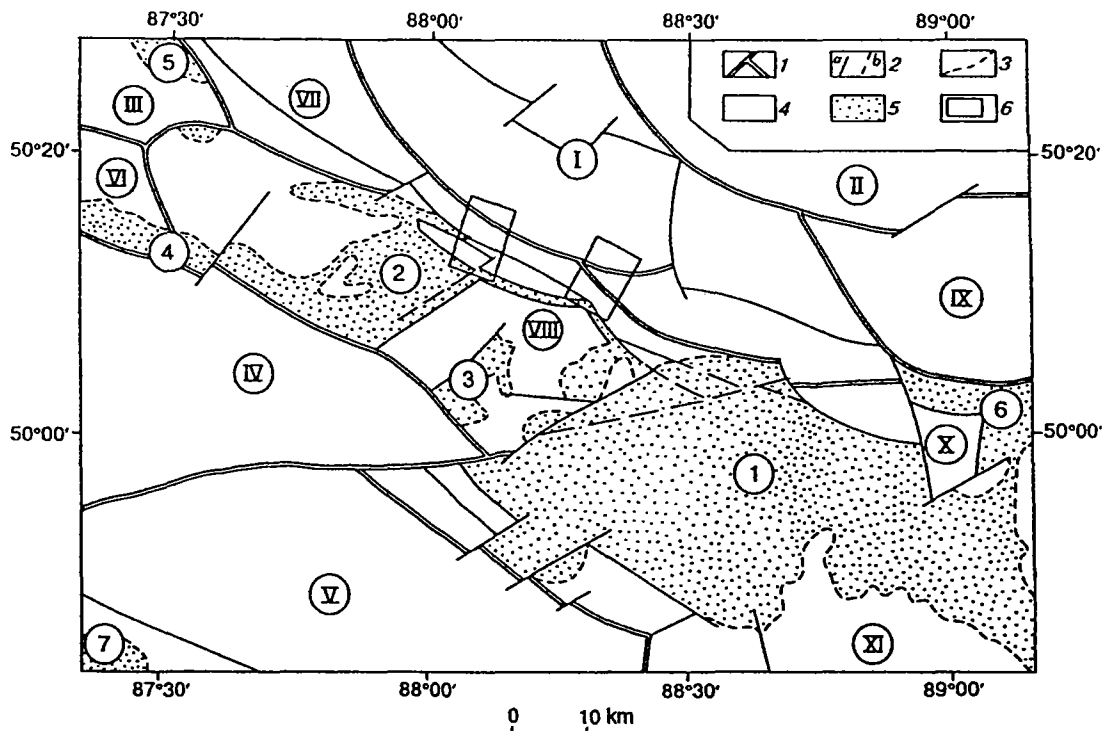 87°30′ 88°00′ 88°30′ 89°00′
a b
1 2 3
4 5 6
5
III
VII
I
II
50°20′ 50°20′
VI
4
2
IX
VIII
IV
3
6
50°00′ 50°00′
X
1
V
7
XI
87°30′ 88°00′ 88°30′ 89°00′
0 10 km